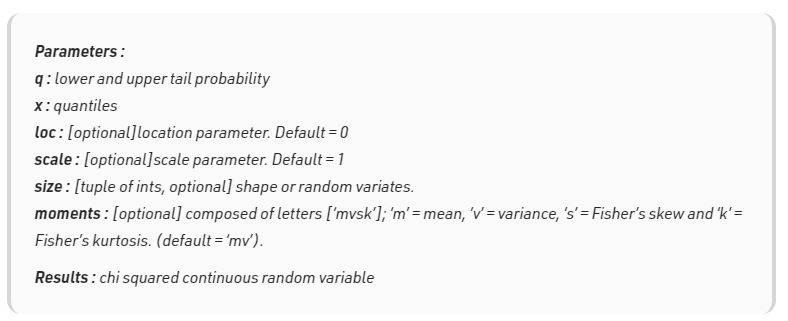 Parameters :
q : lower and upper tail probability
x : quantiles
loc : [optional]location parameter. Default = 0
scale : [optional]scale parameter. Default = 1
size : [tuple of ints, optional] shape or random variates.
moments : [optional] composed of letters [‘mvsk’]; ‘m’ = mean, ‘v’ = variance, ‘s’ = Fisher’s skew and ‘k’ =
Fisher’s kurtosis. (default = ‘mv’).
Results : chi squared continuous random variable